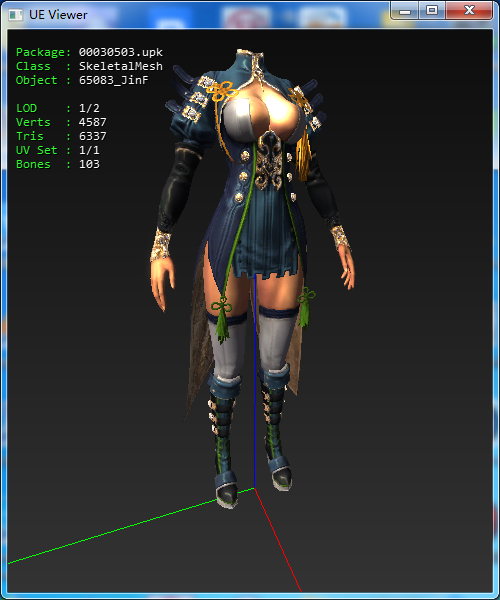 UE Viewer
Package: 00030503.upk
Class : SkeletalMesh
Object : 65083_JinF
LOD : 1/2
Verts : 4587
Tris : 6337
UV Set : 1/1
Bones : 103